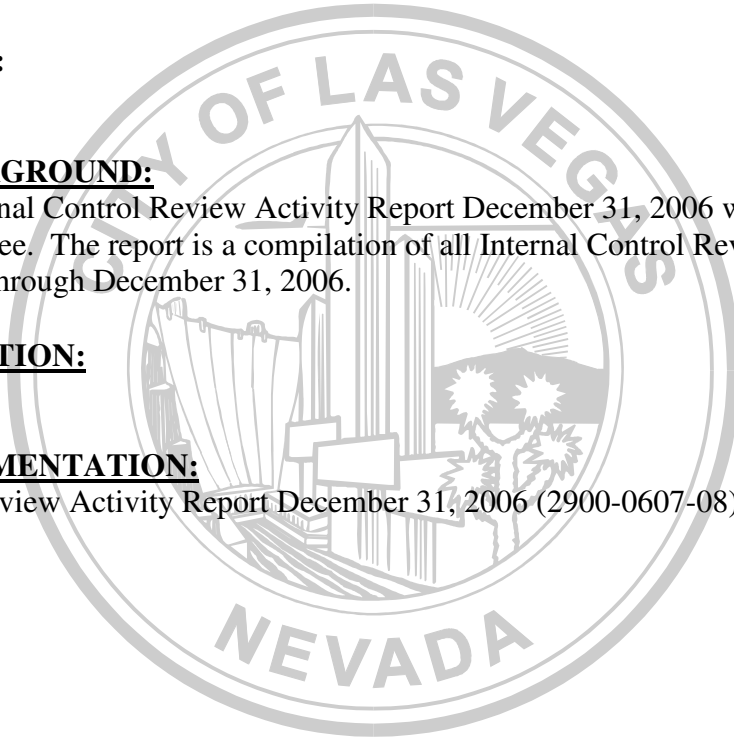 :
GROUND:
nal Control Review Activity Report December 31, 2006 w
ee. The report is a compilation of all Internal Control Rev
hrough December 31, 2006.
TION:
MENTATION:
view Activity Report December 31, 2006 (2900-0607-08)
CITY OF LAS VEGAS
NEVADA